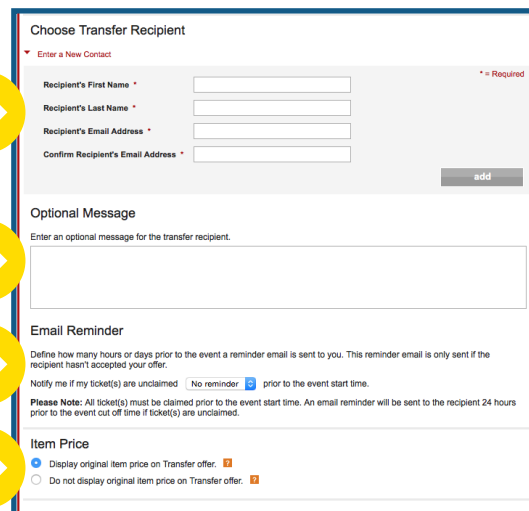 Choose Transfer Recipient
Enter a New Contact
* = Required
Recipient's First Name *
Recipient's Last Name *
Recipient's Email Address *
Confirm Recipient's Email Address *
add
Optional Message
Enter an optional message for the transfer recipient.
Email Reminder
Define how many hours or days prior to the event a reminder email is sent to you. This reminder email is only sent if the
recipient hasn't accepted your offer.
Notify me if my ticket(s) are unclaimed No reminder prior to the event start time.
Please Note: All ticket(s) must be claimed prior to the event start time. An email reminder will be sent to the recipient 24 hours
prior to the event cut off time if ticket(s) are unclaimed.
Item Price
Display original item price on Transfer offer. ?
Do not display original item price on Transfer offer. ?